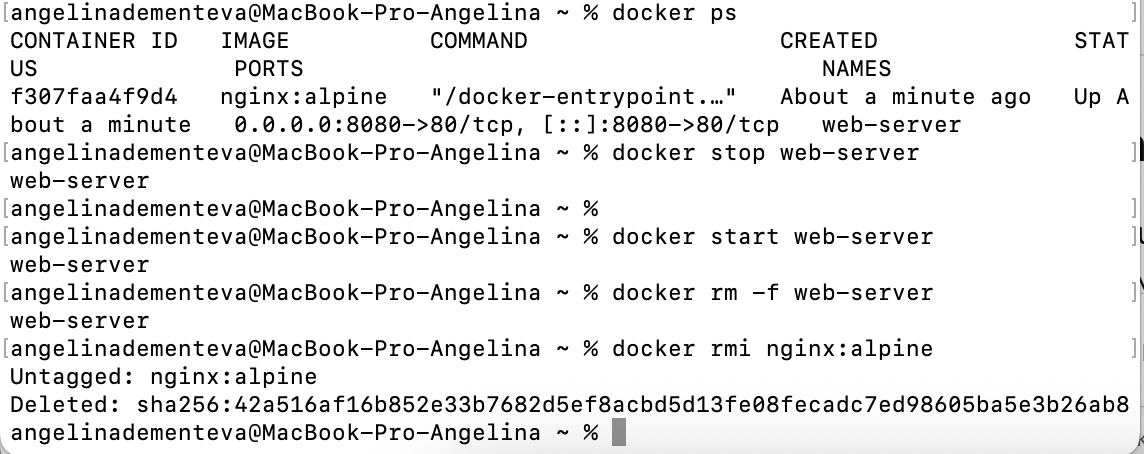 [angelinadementeva@MacBook-Pro-Angelina ~ % docker ps ]
CONTAINER ID   IMAGE          COMMAND                  CREATED              STAT
US                PORTS                                     NAMES
f307faa4f9d4   nginx:alpine   "/docker-entrypoint.…"   About a minute ago   Up A
bout a minute   0.0.0.0:8080->80/tcp, [::]:8080->80/tcp   web-server
[angelinadementeva@MacBook-Pro-Angelina ~ % docker stop web-server ]
web-server
[angelinadementeva@MacBook-Pro-Angelina ~ % ]
[angelinadementeva@MacBook-Pro-Angelina ~ % docker start web-server ]
web-server
[angelinadementeva@MacBook-Pro-Angelina ~ % docker rm -f web-server ]
web-server
[angelinadementeva@MacBook-Pro-Angelina ~ % docker rmi nginx:alpine ]
Untagged: nginx:alpine
Deleted: sha256:42a516af16b852e33b7682d5ef8acbd5d13fe08fecadc7ed98605ba5e3b26ab8
angelinadementeva@MacBook-Pro-Angelina ~ %